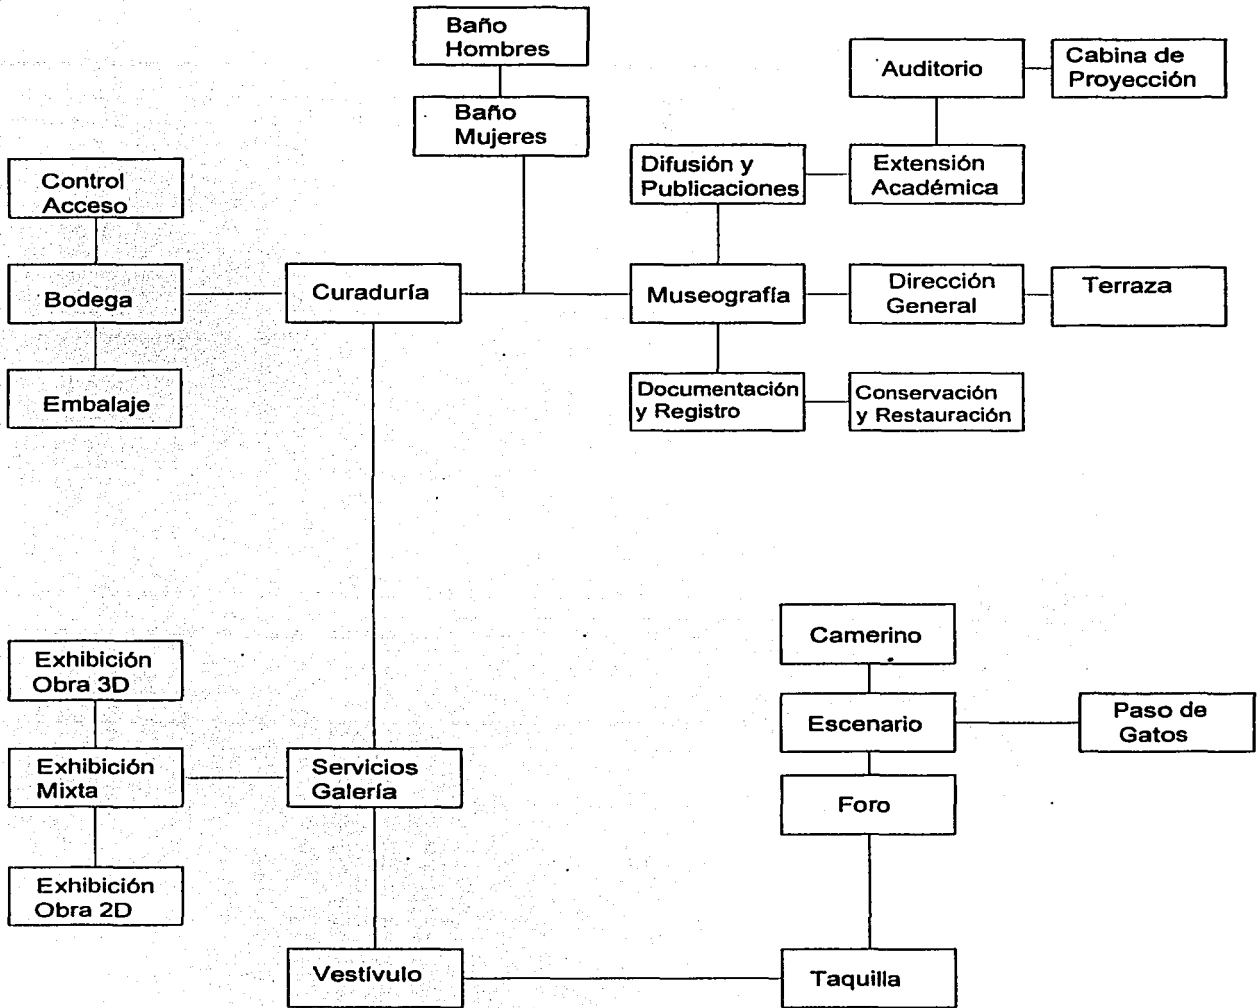 Baño
Hombres
Baño
Mujeres
Auditorio
Cabina de
Proyección
Difusión y
Publicaciones
Extensión
Académica
Control
Acceso
Bodega
Curaduría
Museografía
Dirección
General
Terraza
Embalaje
Documentación
y Registro
Conservación
y Restauración
Camerino
Exhibición
Obra 3D
Escenario
Paso de
Gatos
Exhibición
Mixta
Servicios
Galería
Foro
Exhibición
Obra 2D
Vestívulo
Taquilla